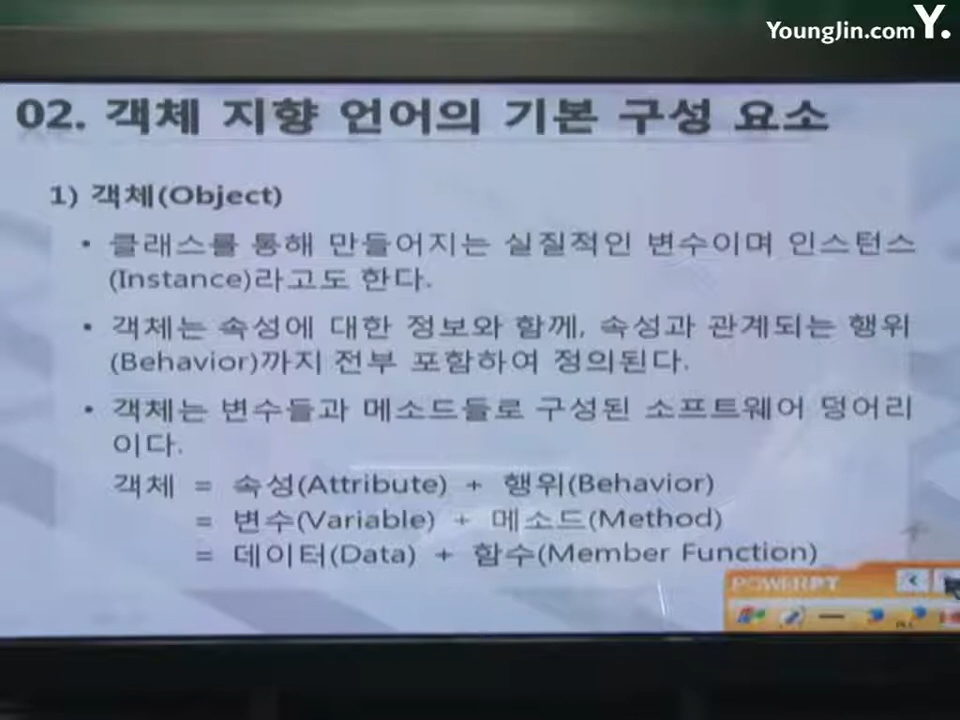 YoungJin.com Y.
02. 객체 지향 언어의 기본 구성 요소
1) 객체(Object)
• 클래스를 통해 만들어지는 실질적인 변수이며 인스턴스
(Instance)라고도 한다.
• 객체는 속성에 대한 정보와 함께, 속성과 관계되는 행위
(Behavior)까지 전부 포함하여 정의된다.
• 객체는 변수들과 메소드들로 구성된 소프트웨어 덩어리
이다.
객체 = 속성(Attribute) + 행위(Behavior)
= 변수(Variable) + 메소드(Method)
= 데이터(Data) + 함수(Member Function)
POWERPT